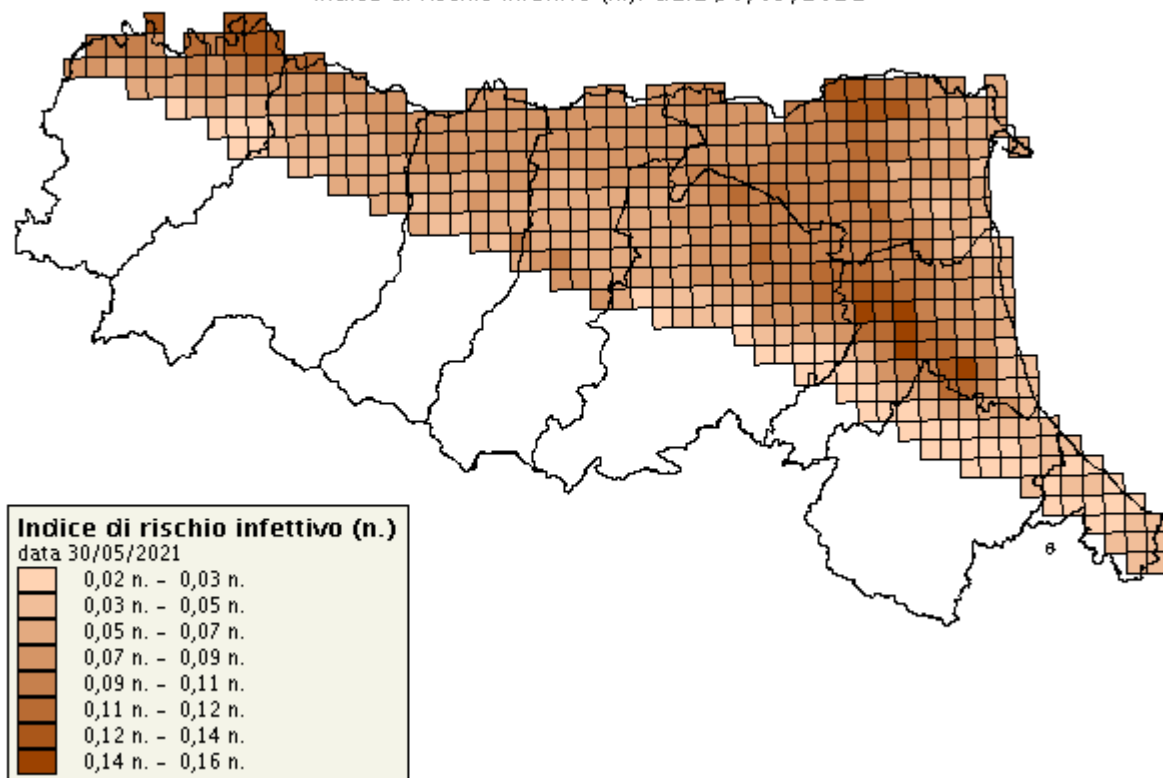 Indice di rischio infettivo (n.)
data 30/05/2021
0,02 n. - 0,03 n.
0,03 n. - 0,05 n.
0,05 n. - 0,07 n.
0,07 n. - 0,09 n.
0,09 n. - 0,11 n.
0,11 n. - 0,12 n.
0,12 n. - 0,14 n.
0,14 n. - 0,16 n.